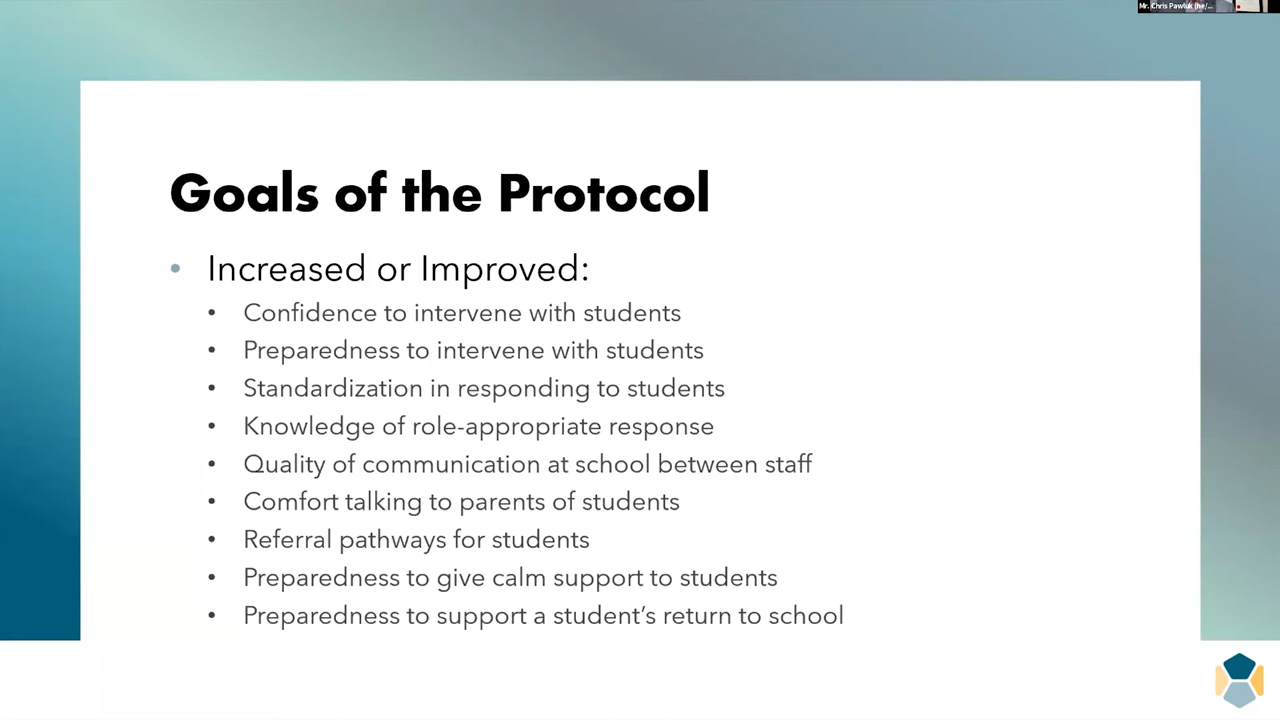 Mr. Chris Pawluk (he/...
Goals of the Protocol
• Increased or Improved:
• Confidence to intervene with students
• Preparedness to intervene with students
• Standardization in responding to students
• Knowledge of role-appropriate response
• Quality of communication at school between staff
• Comfort talking to parents of students
• Referral pathways for students
• Preparedness to give calm support to students
• Preparedness to support a student’s return to school